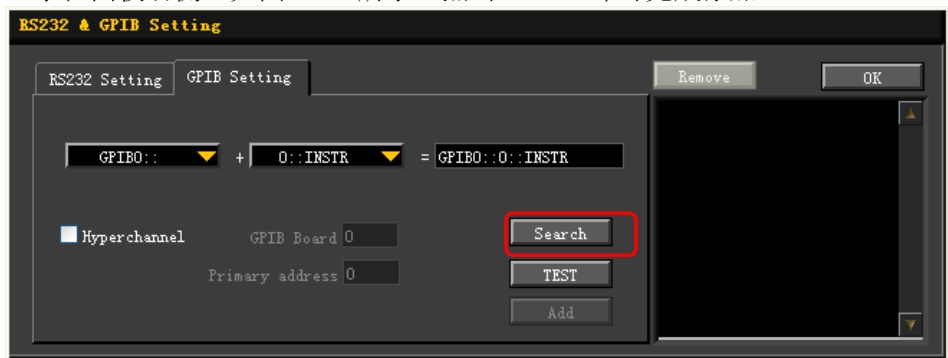 RS232 & GPIB Setting
RS232 Setting GPIB Setting Remove OK
GPIB0:: + 0::INSTR = GPIB0::0::INSTR
Hyperchannel GPIB Board 0 Search
Primary address 0 TEST
Add